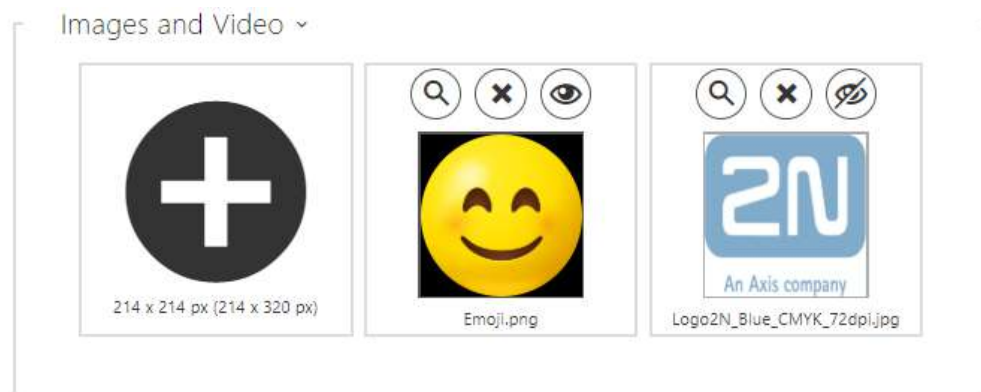 Images and Video
214 x 214 px (214 x 320 px)
Emoji.png
2N
An Axis company
Logo2N_Blue_CMYK_72dpi.jpg